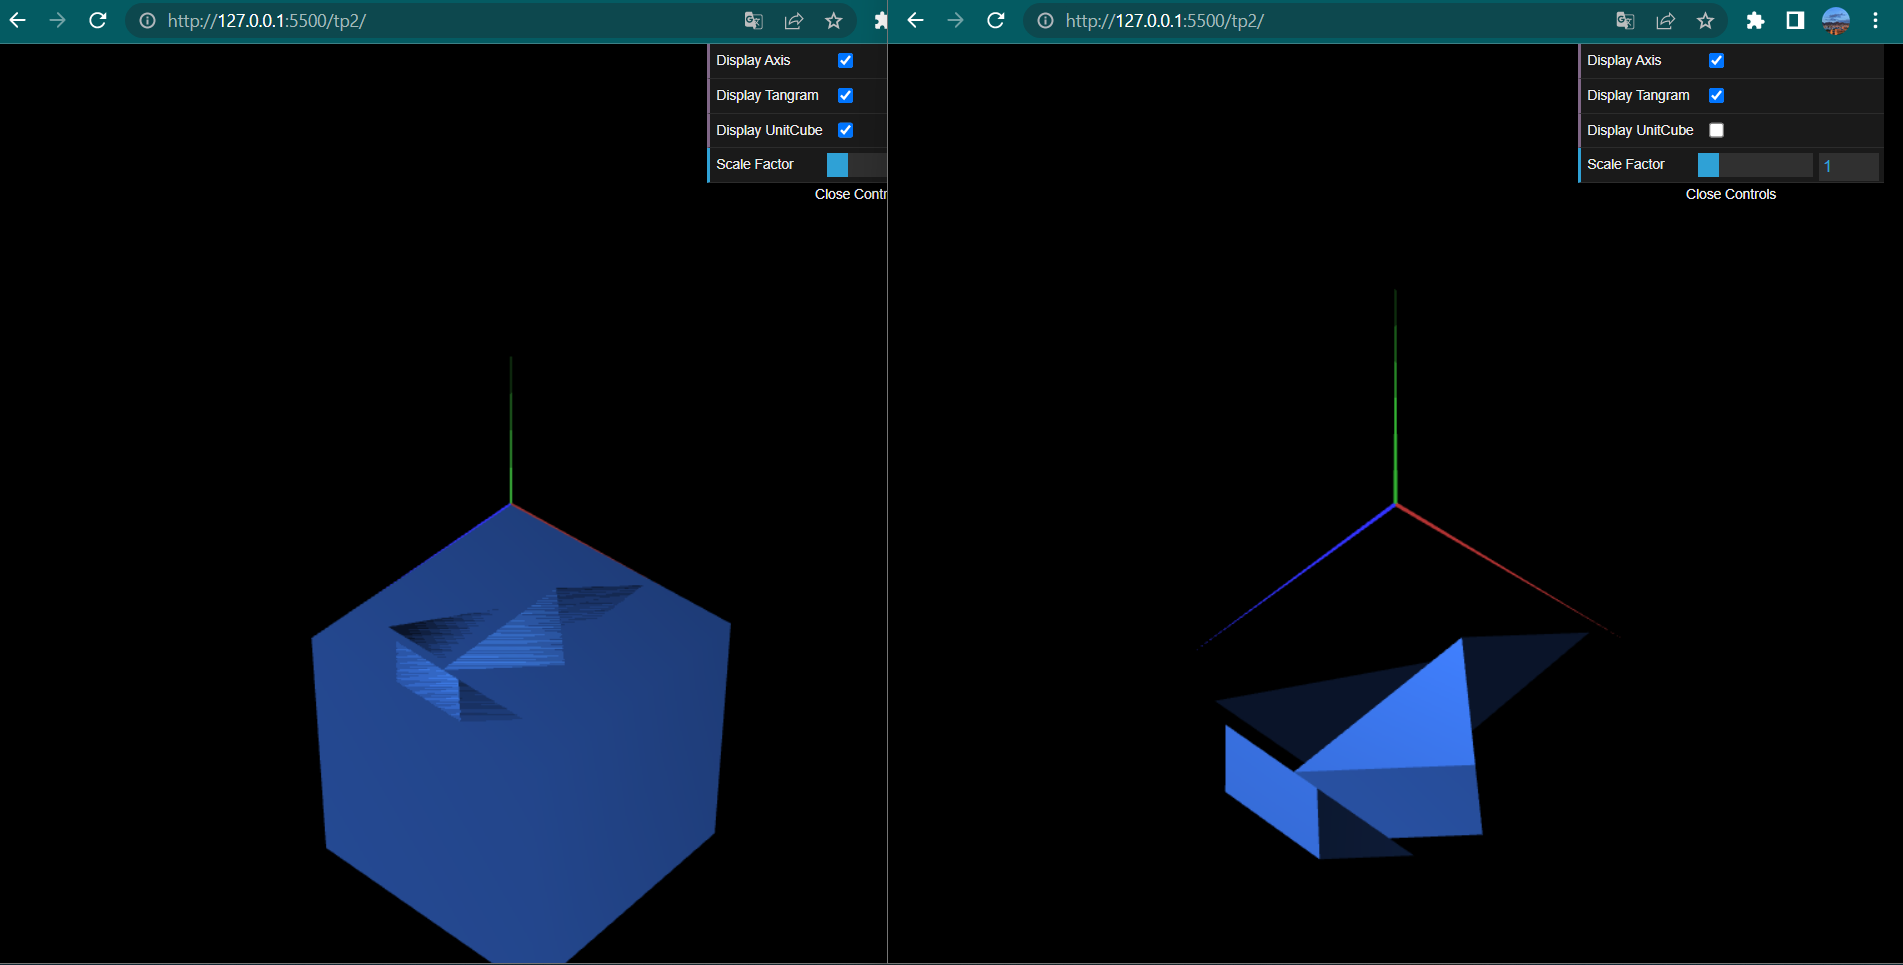 http://127.0.0.1:5500/tp2/
Display Axis
Display Tangram
Display UnitCube
Scale Factor
Close Contr
http://127.0.0.1:5500/tp2/
Display Axis
Display Tangram
Display UnitCube
Scale Factor 1
Close Controls